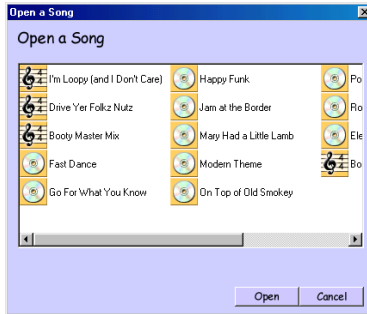 Open a Song
Open a Song
I'm Loopy (and I Don't Care)
Drive Yer Folkz Nutz
Booty Master Mix
Fast Dance
Go For What You Know
Happy Funk
Jam at the Border
Mary Had a Little Lamb
Modern Theme
On Top of Old Smokey
Po
Ro
Ele
Bo
Open Cancel